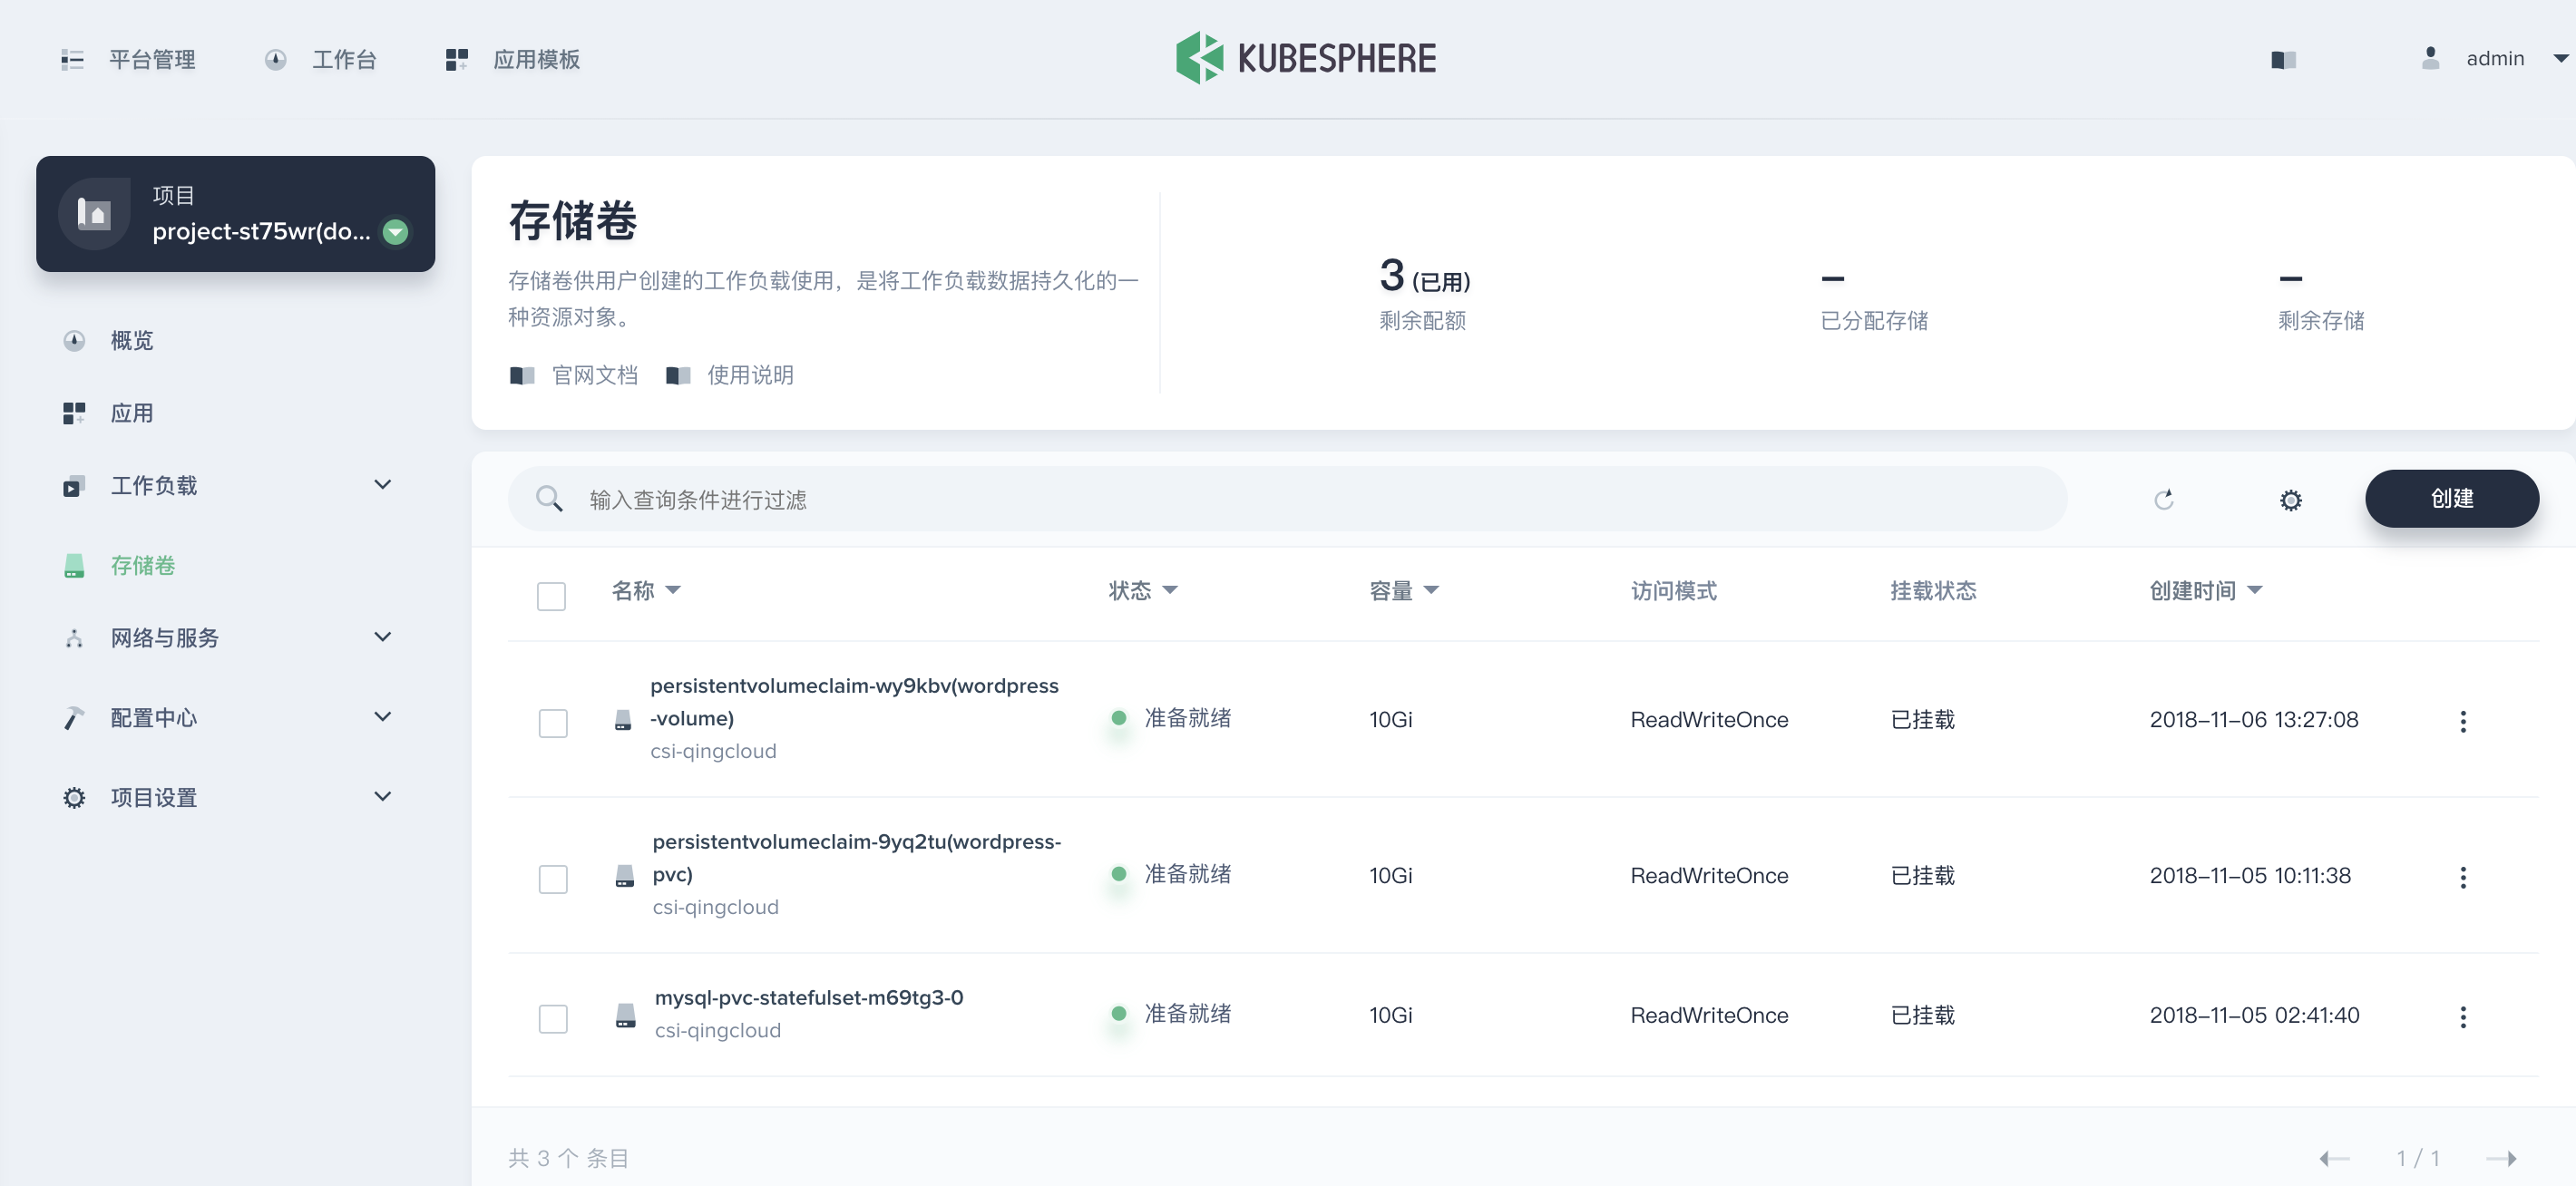 平台管理
工作台
应用模板
KUBESPHERE
admin
项目
project-st75wr(do...
概览
应用
工作负载
存储卷
网络与服务
配置中心
项目设置
存储卷
存储卷供用户创建的工作负载使用，是将工作负载数据持久化的一
种资源对象。
官网文档
使用说明
3 (已用)
剩余配额
–
已分配存储
–
剩余存储
输入查询条件进行过滤
创建
名称 状态 容量 访问模式 挂载状态 创建时间
persistentvolumeclaim-wy9kbv(wordpress
-volume)
csi-qingcloud
准备就绪 10Gi ReadWriteOnce 已挂载 2018–11–06 13:27:08
persistentvolumeclaim-9yq2tu(wordpress-
pvc)
csi-qingcloud
准备就绪 10Gi ReadWriteOnce 已挂载 2018–11–05 10:11:38
mysql-pvc-statefulset-m69tg3-0
csi-qingcloud
准备就绪 10Gi ReadWriteOnce 已挂载 2018–11–05 02:41:40
共 3 个 条目
1 / 1